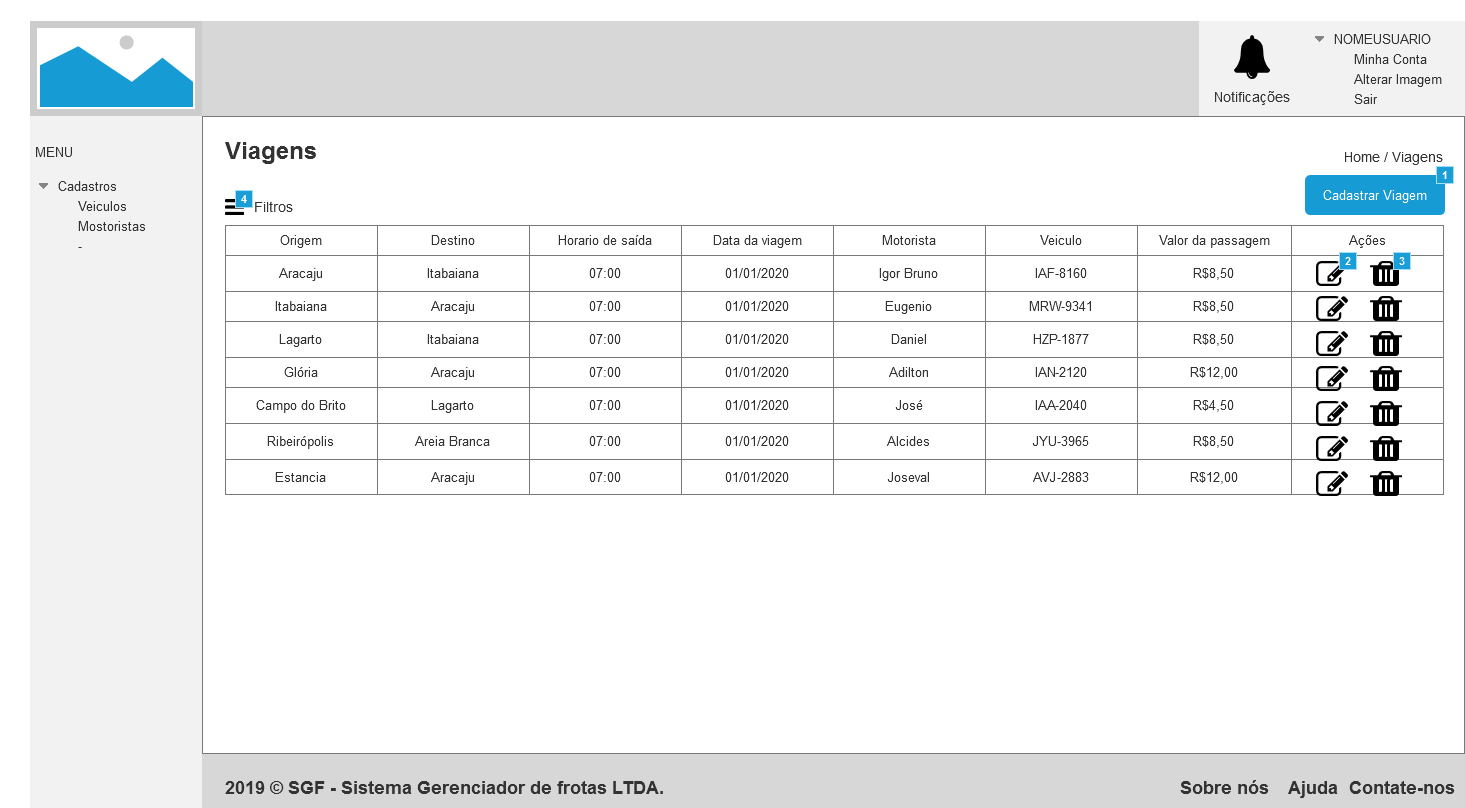 Notificações
NOMEUSUARIO
Minha Conta
Alterar Imagem
Sair
MENU
Cadastros
Veiculos
Mostoristas
-
Viagens
Home / Viagens
1
Cadastrar Viagem
4
Filtros
Origem Destino Horario de saída Data da viagem Motorista Veiculo Valor da passagem Ações
2 3
Aracaju Itabaiana 07:00 01/01/2020 Igor Bruno IAF-8160 R$8,50
Itabaiana Aracaju 07:00 01/01/2020 Eugenio MRW-9341 R$8,50
Lagarto Itabaiana 07:00 01/01/2020 Daniel HZP-1877 R$8,50
Glória Aracaju 07:00 01/01/2020 Adilton IAN-2120 R$12,00
Campo do Brito Lagarto 07:00 01/01/2020 José IAA-2040 R$4,50
Ribeirópolis Areia Branca 07:00 01/01/2020 Alcides JYU-3965 R$8,50
Estancia Aracaju 07:00 01/01/2020 Joseval AVJ-2883 R$12,00
2019 © SGF - Sistema Gerenciador de frotas LTDA.
Sobre nós Ajuda Contate-nos